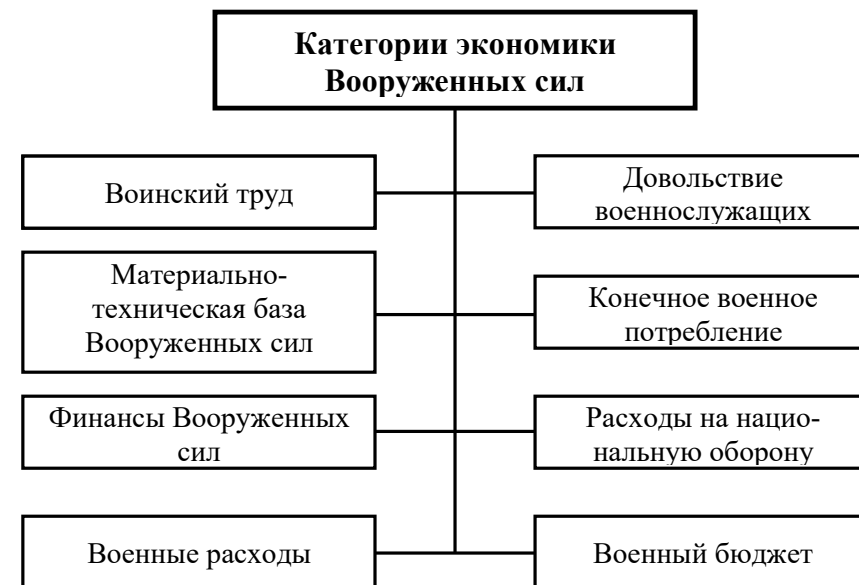 Категории экономики
Вооруженных сил
Воинский труд
Довольствие
военнослужащих
Материально-
техническая база
Вооруженных сил
Конечное военное
потребление
Финансы Вооруженных
сил
Расходы на нацио-
нальную оборону
Военные расходы
Военный бюджет